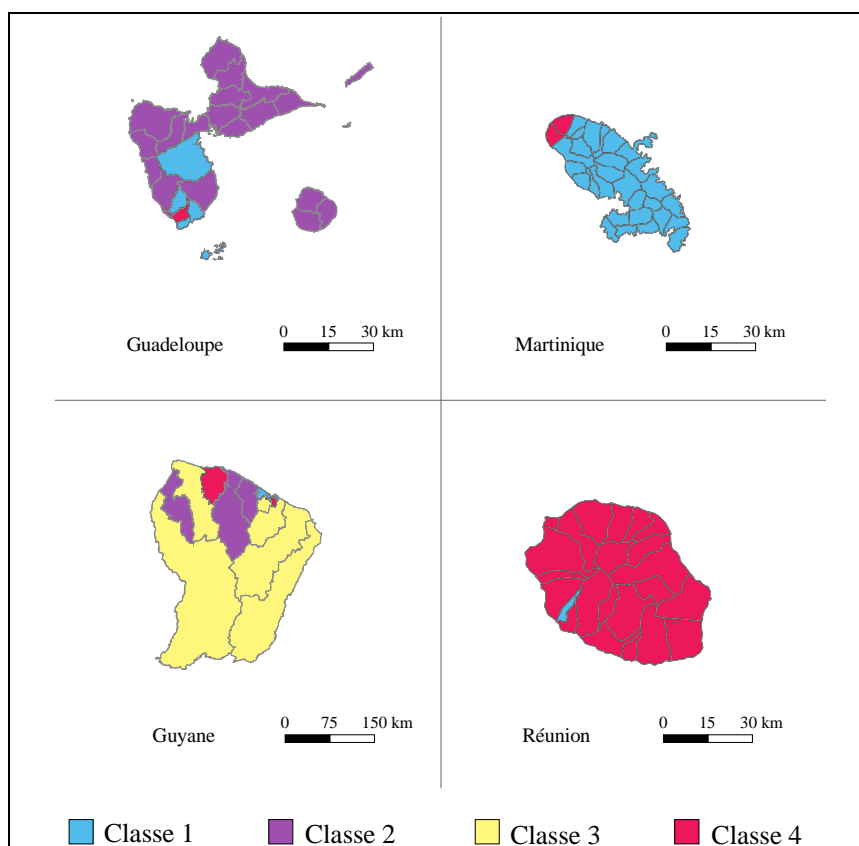 Guadeloupe
0 15 30 km
Martinique
0 15 30 km
Guyane
0 75 150 km
Réunion
0 15 30 km
Classe 1
Classe 2
Classe 3
Classe 4